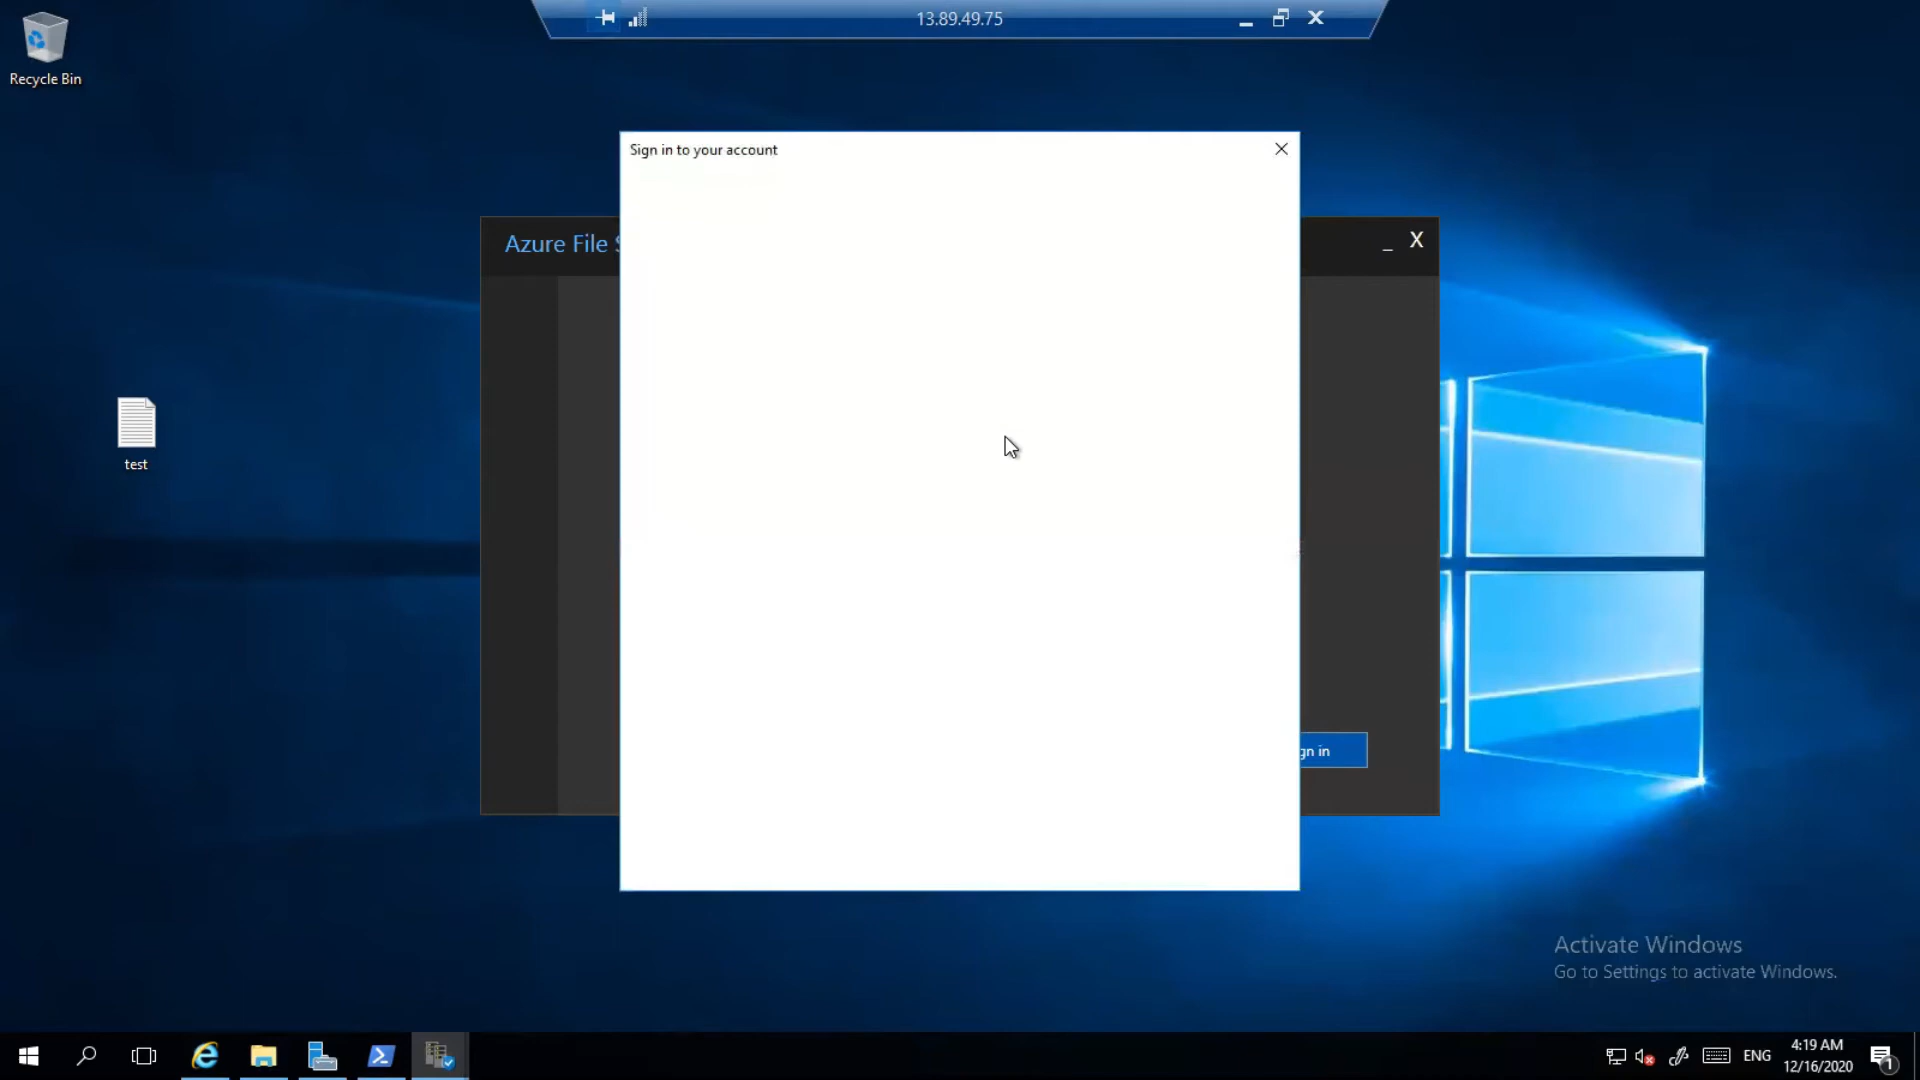 13.89.49.75
Recycle Bin
Sign in to your account
Azure File
X
test
gn in
Activate Windows
Go to Settings to activate Windows.
ENG
4:19 AM
12/16/2020
1